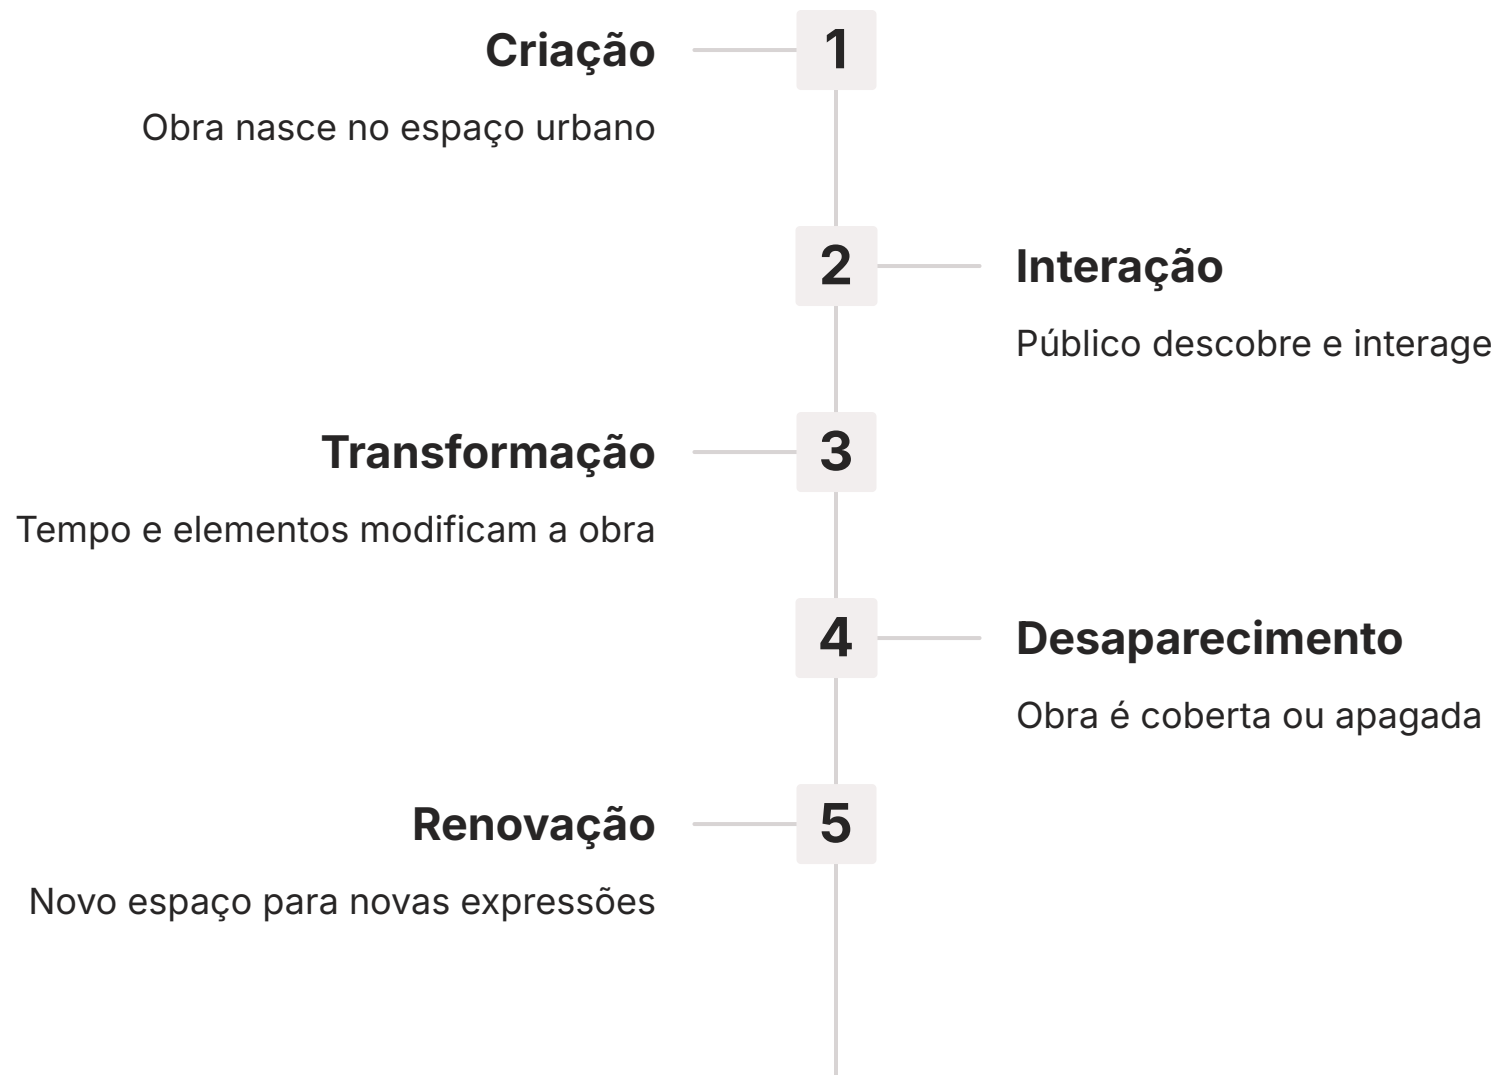 1
Criação
Obra nasce no espaço urbano
2
Interação
Público descobre e interage
3
Transformação
Tempo e elementos modificam a obra
4
Desaparecimento
Obra é coberta ou apagada
5
Renovação
Novo espaço para novas expressões